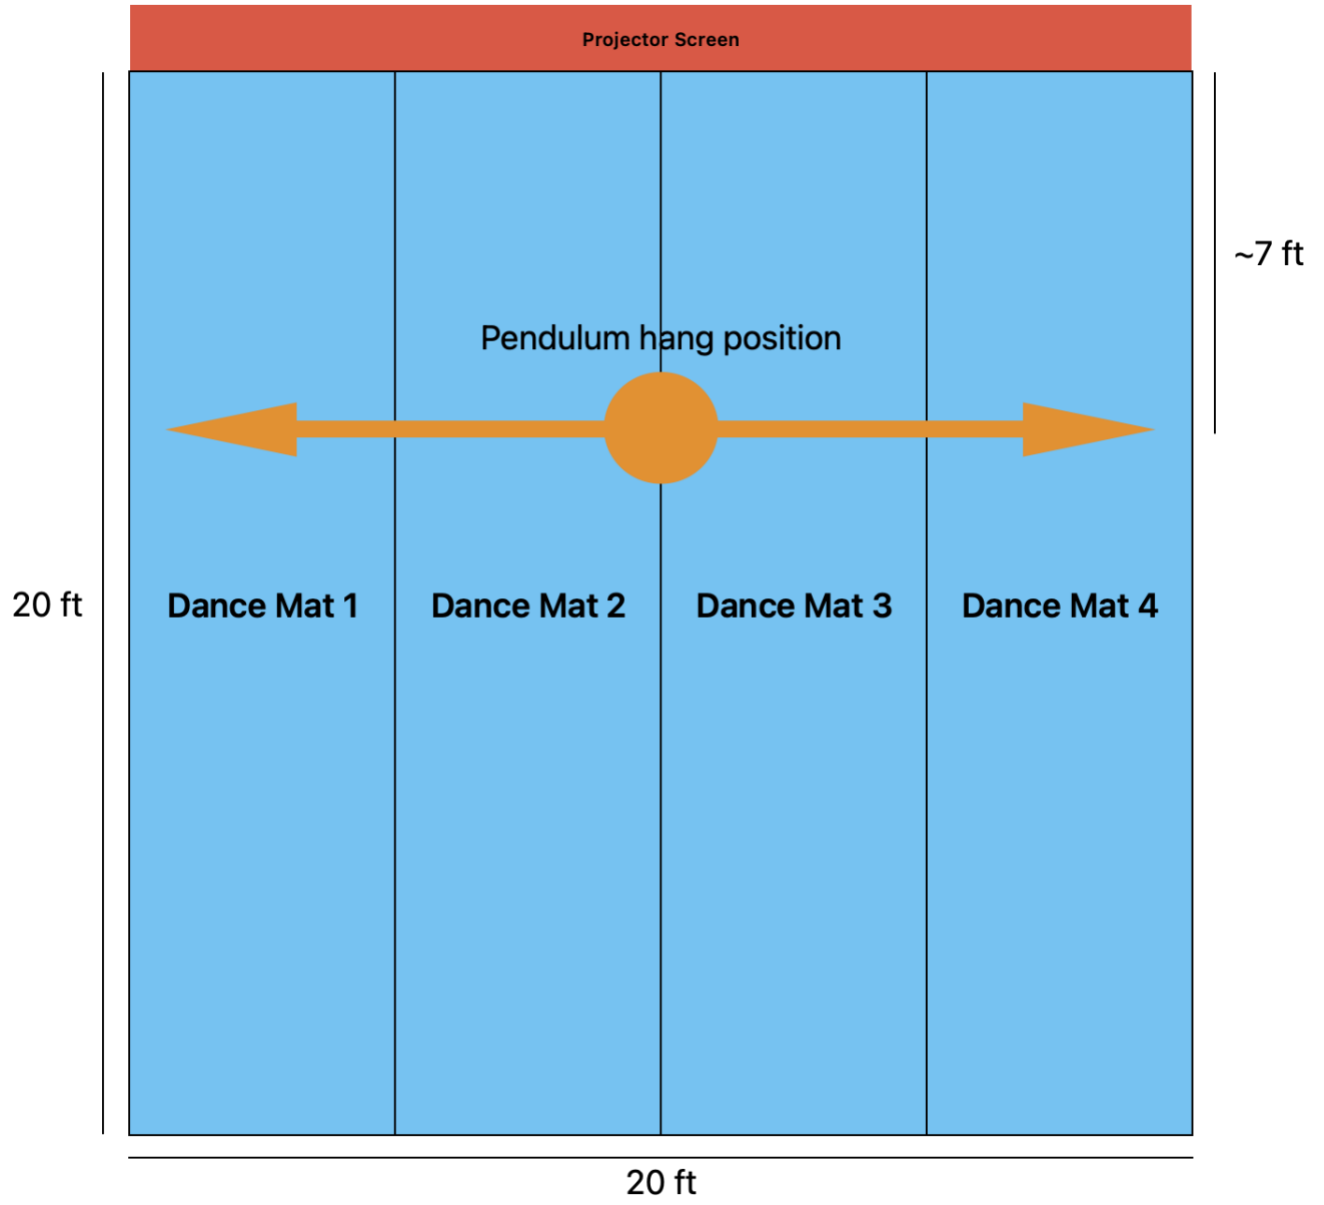 Projector Screen
~7 ft
Pendulum hang position
20 ft
Dance Mat 1
Dance Mat 2
Dance Mat 3
Dance Mat 4
20 ft